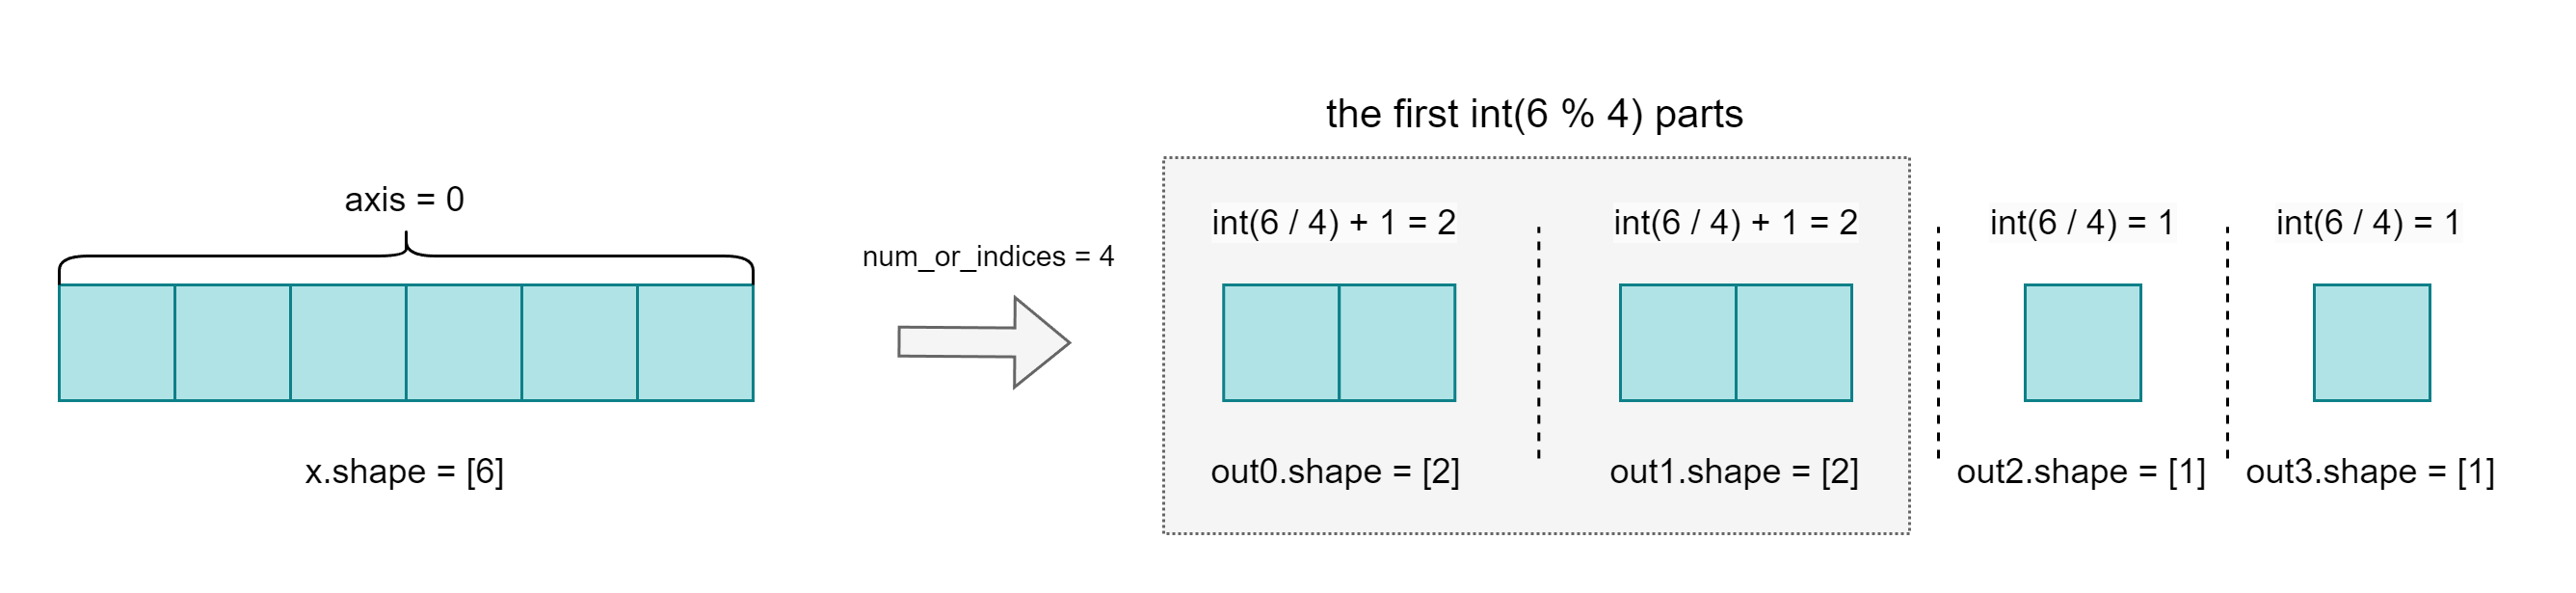 axis = 0
x.shape = [6]
num_or_indices = 4
the first int(6 % 4) parts
int(6 / 4) + 1 = 2
int(6 / 4) + 1 = 2
int(6 / 4) = 1
int(6 / 4) = 1
out0.shape = [2]
out1.shape = [2]
out2.shape = [1]
out3.shape = [1]